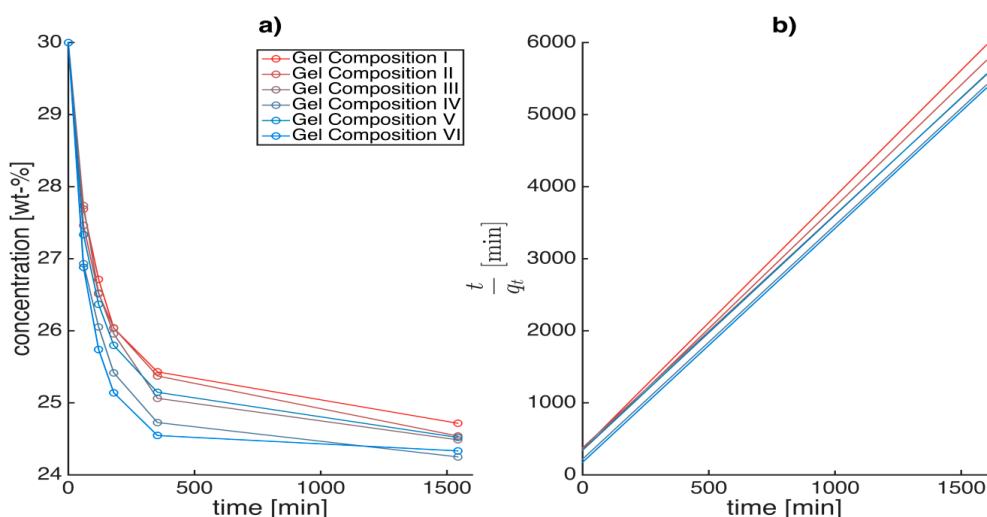 a)
30
29
28
27
26
25
24
concentration [wt-%]
Gel Composition I
Gel Composition II
Gel Composition III
Gel Composition IV
Gel Composition V
Gel Composition VI
0
500
1000
1500
time [min]
b)
6000
5000
4000
3000
2000
1000
0
t/q_t [min]
0
500
1000
1500
time [min]